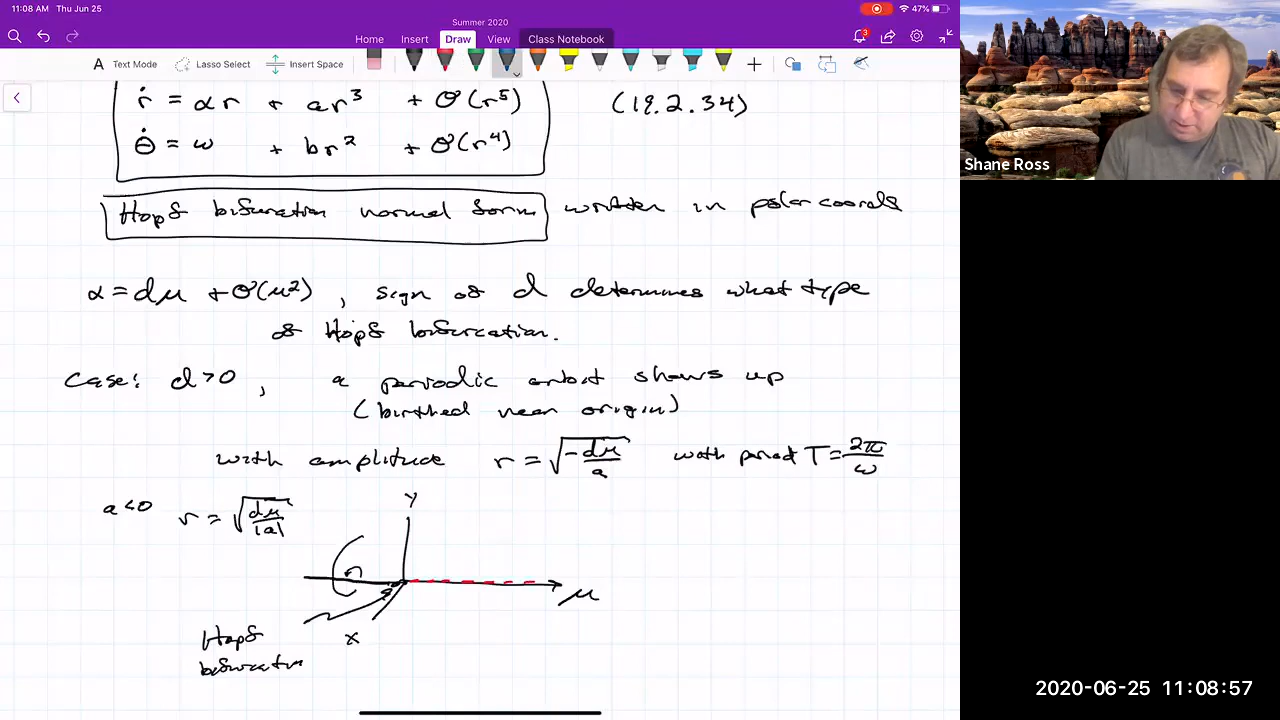 11:08 AM Thu Jun 25
47%
Summer 2020
Home Insert Draw View Class Notebook
3
Text Mode Lasso Select Insert Space
ṙ = αr + ar³ + O(r⁵) (19.2.34)
θ̇ = ω + br² + O(r⁴)
Hopf bifurcation normal form written in polar coords
α = dμ + O(μ²), sign of d determines what type
of Hopf bifurcation.
Case: d>0, a periodic orbit shows up
(birthed near origin)
with amplitude r = √(-dμ/a) with period T = 2π/ω
a<0 r = √(dμ/|a|)
y
μ
x
Hopf
bifurcation
Shane Ross
2020-06-25 11:08:57